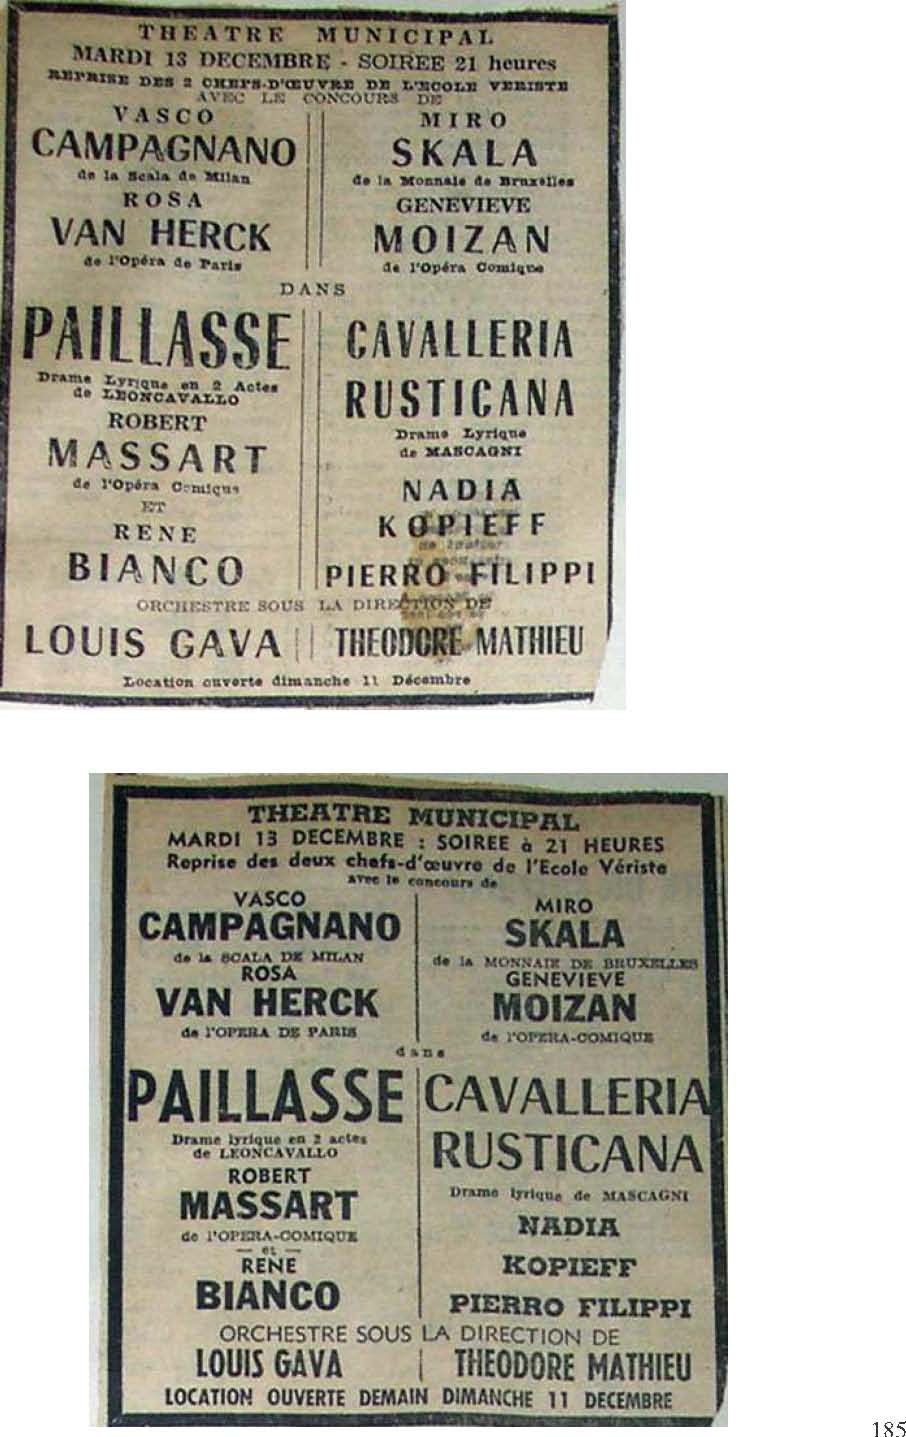 THEATRE MUNICIPAL
MARDI 13 DECEMBRE - SOIREE 21 heures
REPRISE DES 2 CHEFS-D'ŒUVRE DE L'ECOLE VERISTE
AVEC LE CONCOURS DE
VASCO
CAMPAGNANO
de la Scala de Milan
ROSA
VAN HERCK
de l'Opéra de Paris
MIRO
SKALA
de la Monnaie de Bruxelles
GENEVIEVE
MOIZAN
de l'Opéra Comique
DANS
PAILLASSE
Drame Lyrique en 2 Actes
de LEONCAVALLO
ROBERT
MASSART
de l'Opéra Comique
ET
RENE
BIANCO
CAVALLERIA
RUSTICANA
Drame Lyrique
de MASCAGNI
NADIA
KOPIEFF
PIERRO FILIPPI
ORCHESTRE SOUS LA DIRECTION DE
LOUIS GAVA THEODORE MATHIEU
Location ouverte dimanche 11 Décembre
THEATRE MUNICIPAL
MARDI 13 DECEMBRE : SOIREE à 21 HEURES
Reprise des deux chefs-d'œuvre de l'Ecole Vériste
avec le concours de
VASCO
CAMPAGNANO
de la SCALA DE MILAN
ROSA
VAN HERCK
de l'OPERA DE PARIS
MIRO
SKALA
de la MONNAIE DE BRUXELLES
GENEVIEVE
MOIZAN
de l'OPERA-COMIQUE
dans
PAILLASSE
Drame lyrique en 2 actes
de LEONCAVALLO
ROBERT
MASSART
de l'OPERA-COMIQUE
— et —
RENE
BIANCO
CAVALLERIA
RUSTICANA
Drame lyrique de MASCAGNI
NADIA
KOPIEFF
PIERRO FILIPPI
ORCHESTRE SOUS LA DIRECTION DE
LOUIS GAVA THEODORE MATHIEU
LOCATION OUVERTE DEMAIN DIMANCHE 11 DECEMBRE
185